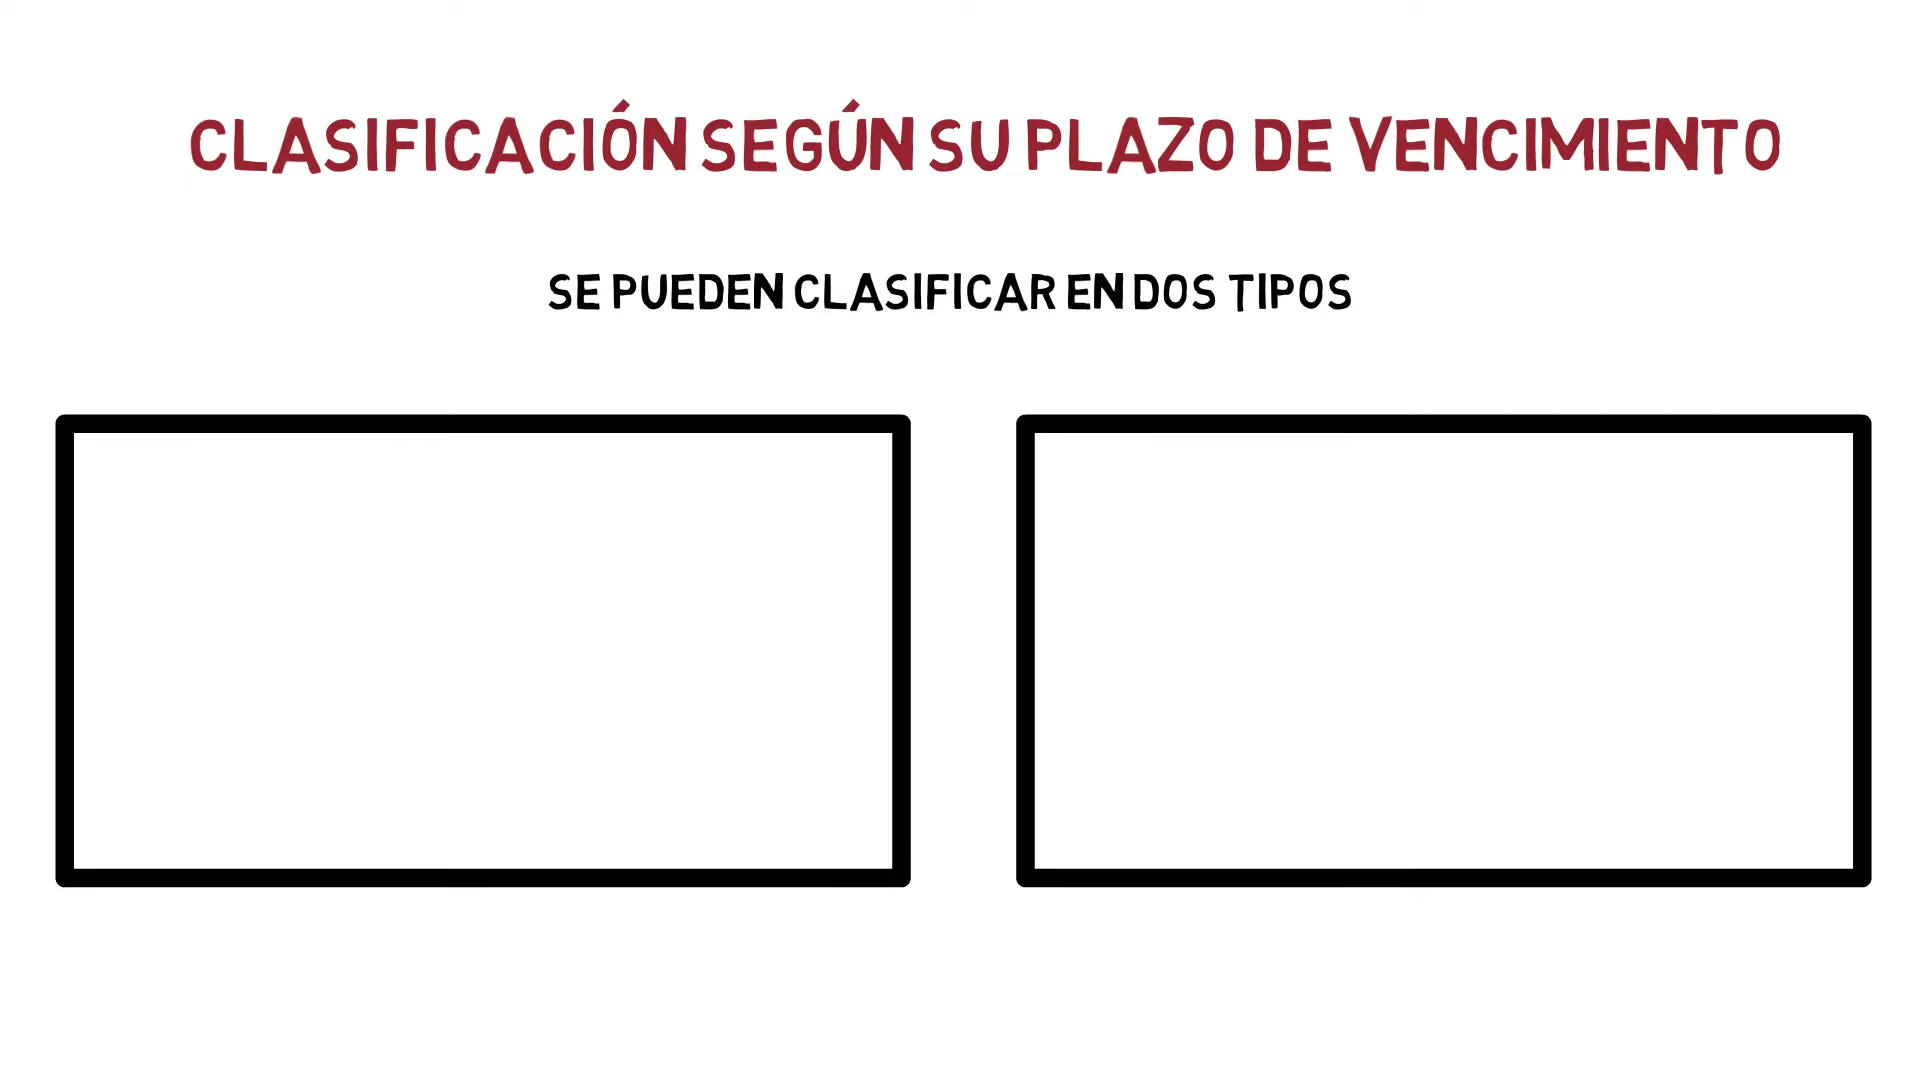 CLASIFICACIÓN SEGÚN SU PLAZO DE VENCIMIENTO
SE PUEDEN CLASIFICAR EN DOS TIPOS